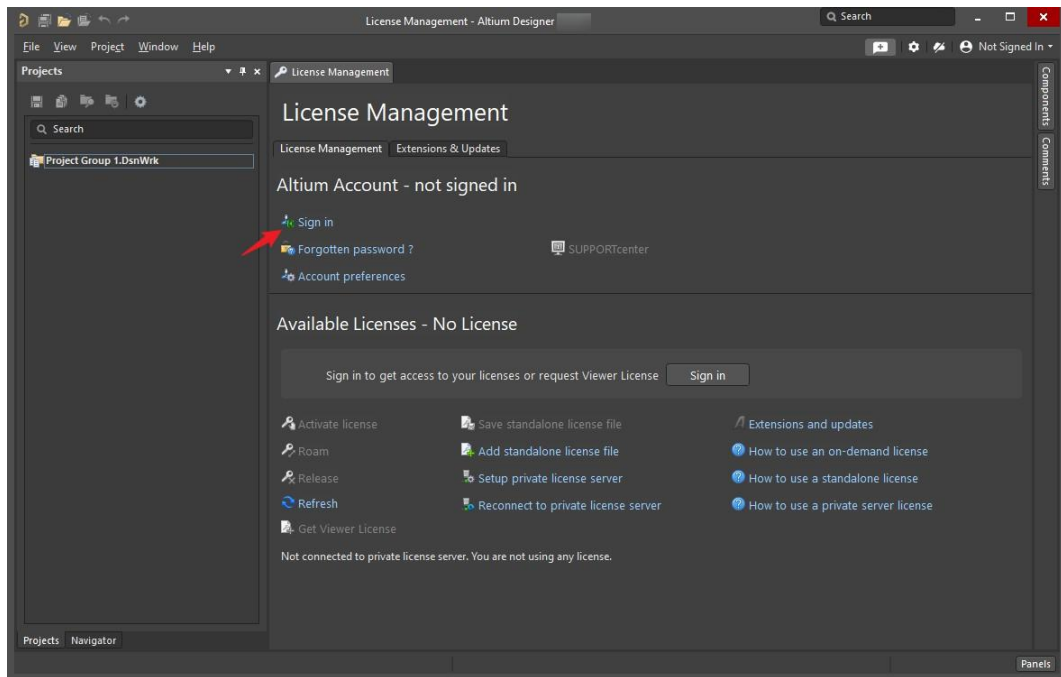 License Management - Altium Designer
Search
File View Project Window Help
Not Signed In
Projects
License Management
Components
Comments
Search
Project Group 1.DsnWrk
License Management
License Management Extensions & Updates
Altium Account - not signed in
Sign in
Forgotten password ? SUPPORTcenter
Account preferences
Available Licenses - No License
Sign in to get access to your licenses or request Viewer License Sign in
Activate license Save standalone license file Extensions and updates
Roam Add standalone license file How to use an on-demand license
Release Setup private license server How to use a standalone license
Refresh Reconnect to private license server How to use a private server license
Get Viewer License
Not connected to private license server. You are not using any license.
Projects Navigator
Panels